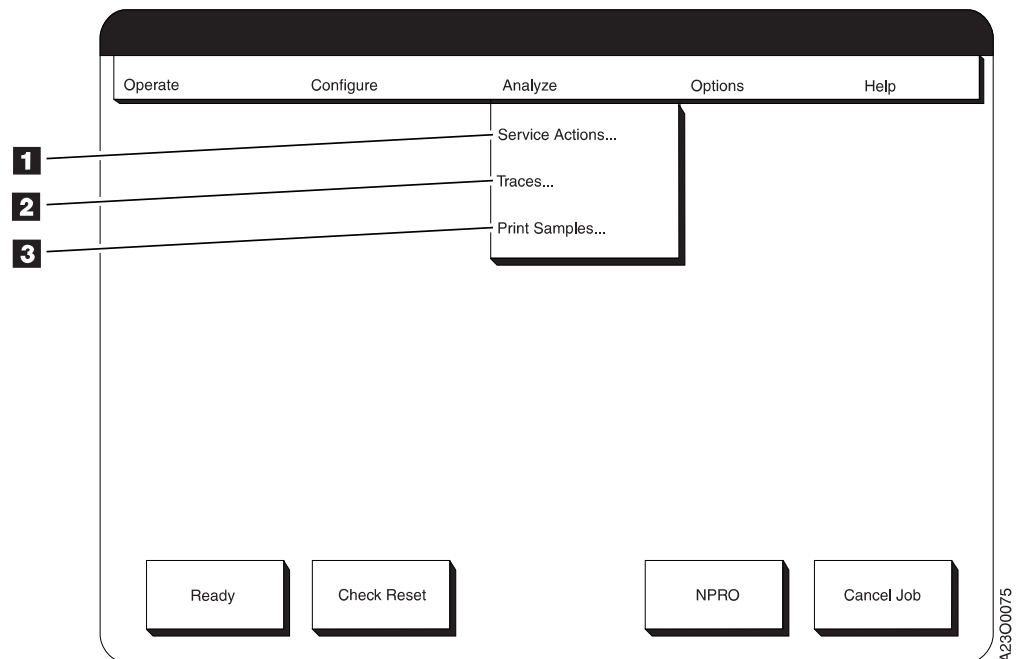 Operate Configure Analyze Options Help
1 Service Actions...
2 Traces...
3 Print Samples...
Ready Check Reset NPRO Cancel Job
A23O0075